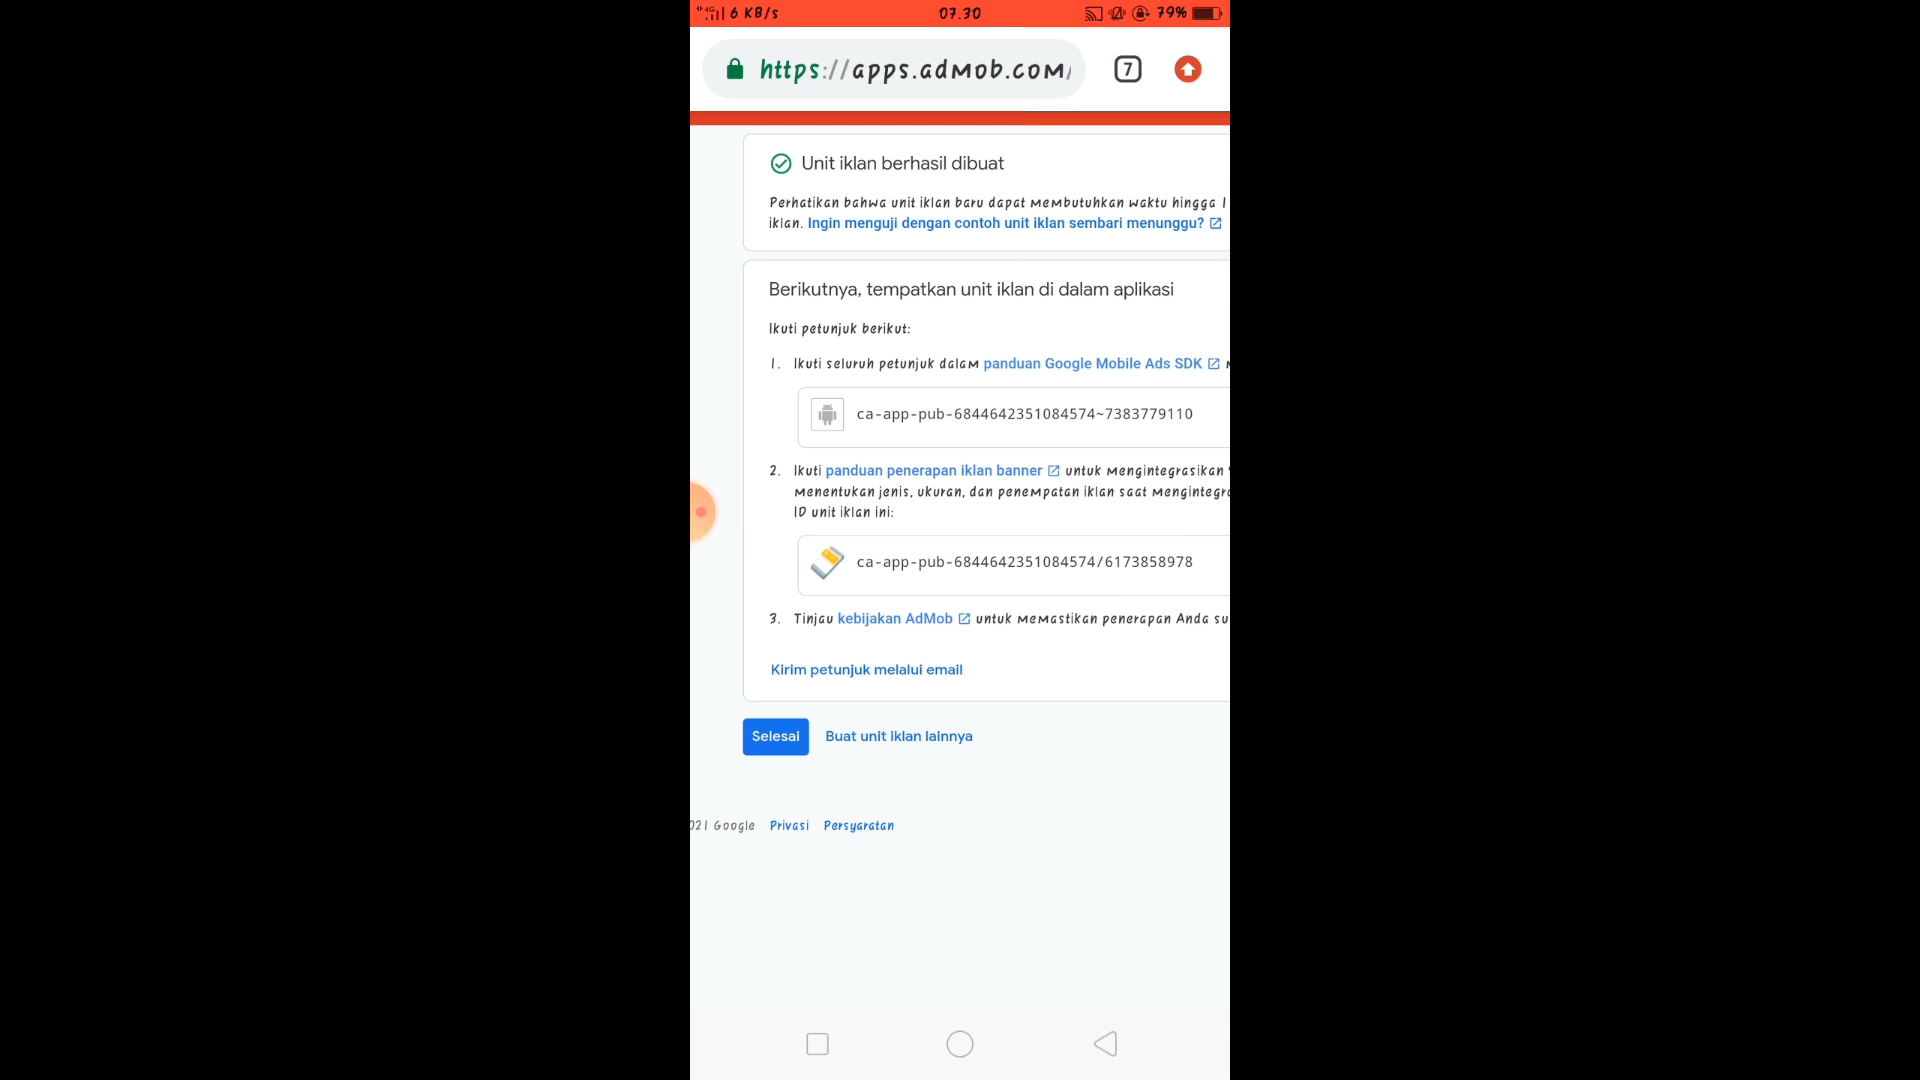 4G 6 KB/s 07.30 79%
https://apps.admob.com/ 7
Unit iklan berhasil dibuat
Perhatikan bahwa unit iklan baru dapat membutuhkan waktu hingga 1
iklan. Ingin menguji dengan contoh unit iklan sembari menunggu?
Berikutnya, tempatkan unit iklan di dalam aplikasi
Ikuti petunjuk berikut:
1. Ikuti seluruh petunjuk dalam panduan Google Mobile Ads SDK
ca-app-pub-6844642351084574~7383779110
2. Ikuti panduan penerapan iklan banner untuk mengintegrasikan
menentukan jenis, ukuran, dan penempatan iklan saat mengintegra
ID unit iklan ini:
ca-app-pub-6844642351084574/6173858978
3. Tinjau kebijakan AdMob untuk memastikan penerapan Anda su
Kirim petunjuk melalui email
Selesai Buat unit iklan lainnya
021 Google Privasi Persyaratan